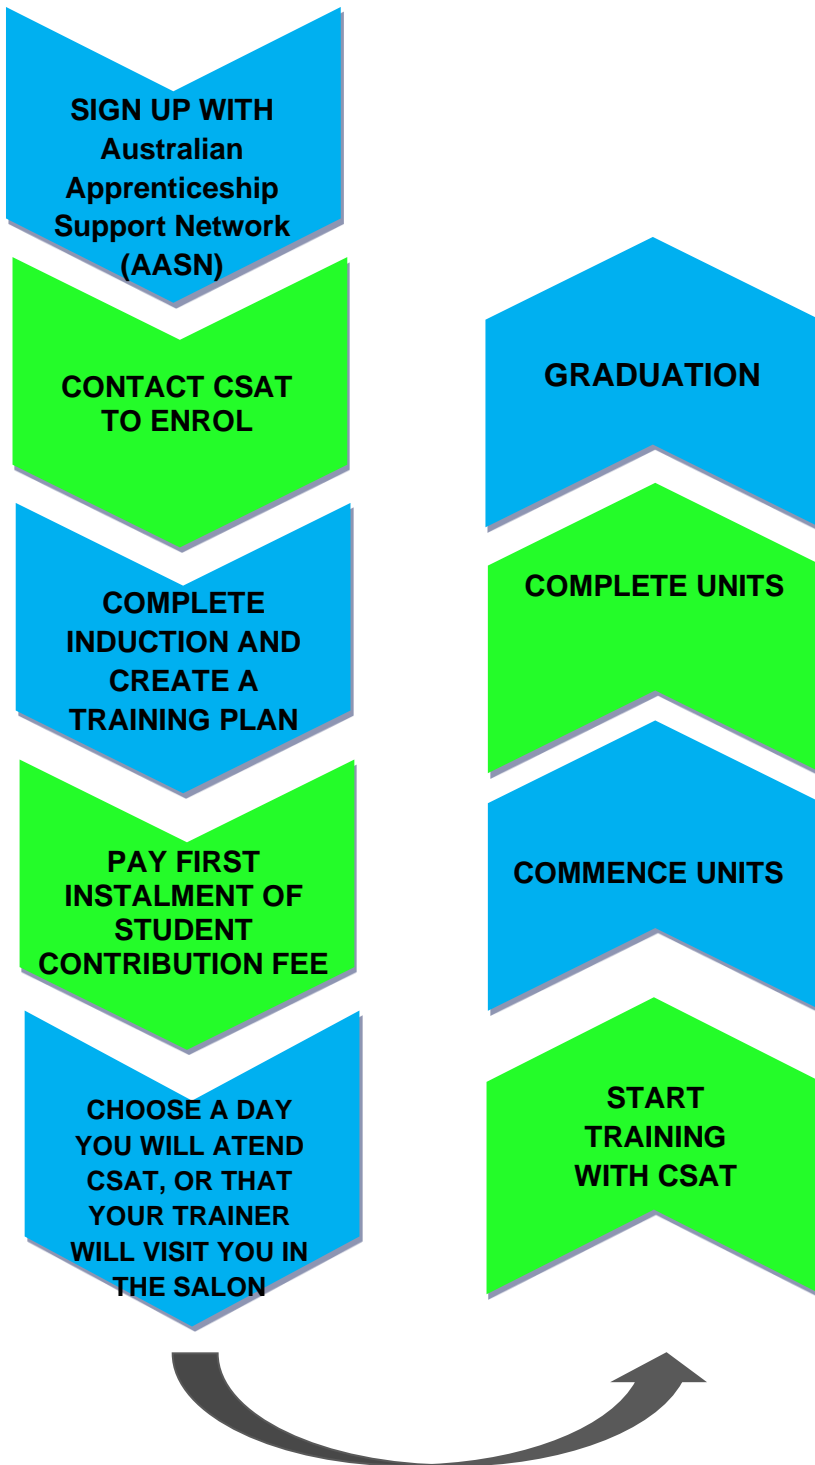 SIGN UP WITH
Australian
Apprenticeship
Support Network
(AASN)
CONTACT CSAT
TO ENROL
COMPLETE
INDUCTION AND
CREATE A
TRAINING PLAN
PAY FIRST
INSTALMENT OF
STUDENT
CONTRIBUTION FEE
CHOOSE A DAY
YOU WILL ATEND
CSAT, OR THAT
YOUR TRAINER
WILL VISIT YOU IN
THE SALON
START
TRAINING
WITH CSAT
COMMENCE UNITS
COMPLETE UNITS
GRADUATION